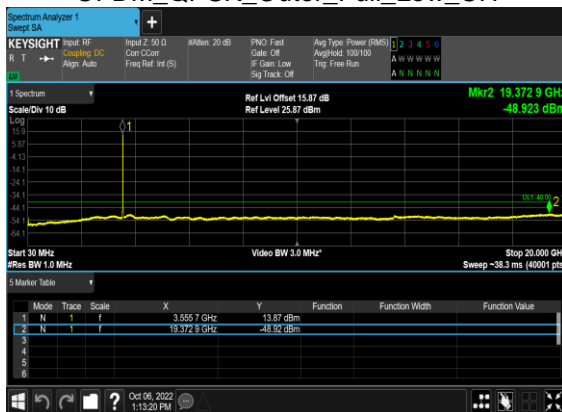 Spectrum Analyzer 1
Swept SA
+
KEYSIGHT
R T
Input: RF
Coupling: DC
Align: Auto
Input Z: 50 Ω
Corr CCorr
Freq Ref: Int (S)
#Atten: 20 dB
PNO: Fast
Gate: Off
IF Gain: Low
Sig Track: Off
Avg Type: Power (RMS)
Avg|Hold: 100/100
Trig: Free Run
1 2 3 4 5 6
A W W W W W
A N N N N N
1 Spectrum
Scale/Div 10 dB
Ref Lvl Offset 15.87 dB
Ref Level 25.87 dBm
Mkr2 19.372 9 GHz
-48.923 dBm
Log
15.9
5.87
-4.13
-14.1
-24.1
-34.1
-44.1
-54.1
-64.1
1
2
Start 30 MHz
#Res BW 1.0 MHz
Video BW 3.0 MHz*
Stop 20.000 GHz
Sweep ~38.3 ms (40001 pts)
5 Marker Table
Mode Trace Scale X Y Function Function Width Function Value
1 N 1 f 3.555 7 GHz 13.87 dBm
2 N 1 f 19.372 9 GHz -48.92 dBm
3
4
5
6
?
Oct 06, 2022
1:13:20 PM